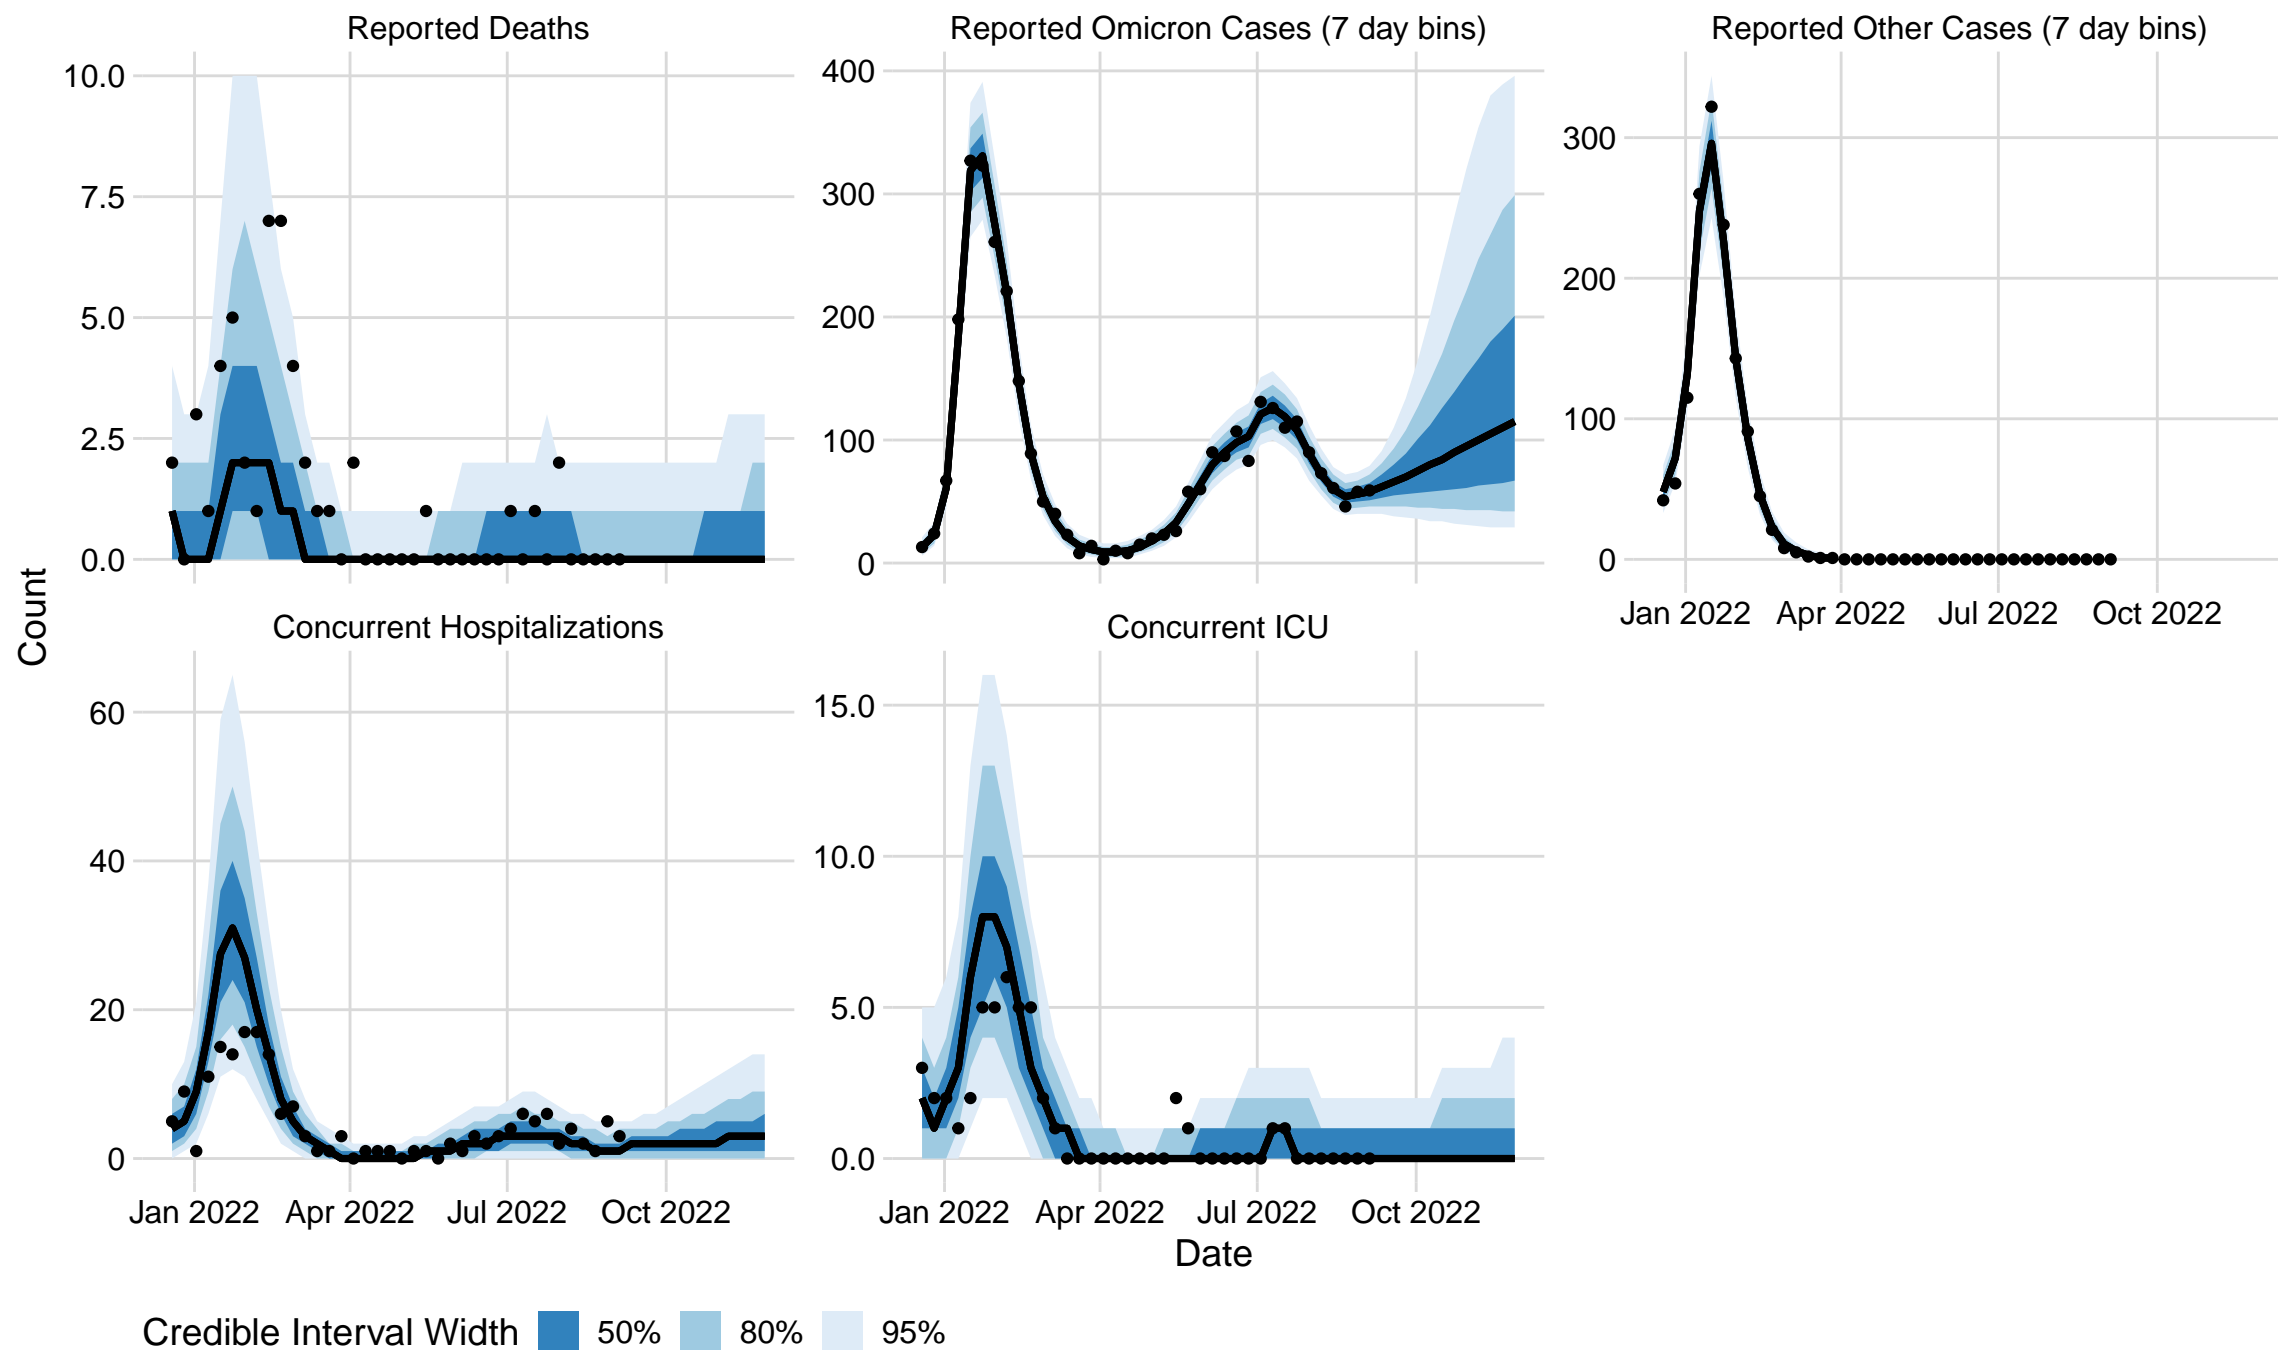 Reported Deaths
Reported Omicron Cases (7 day bins)
Reported Other Cases (7 day bins)
10.0
7.5
5.0
2.5
0.0
400
300
200
100
0
300
200
100
0
Jan 2022 Apr 2022 Jul 2022 Oct 2022
Count
Concurrent Hospitalizations
Concurrent ICU
60
40
20
0
15.0
10.0
5.0
0.0
Jan 2022 Apr 2022 Jul 2022 Oct 2022
Jan 2022 Apr 2022 Jul 2022 Oct 2022
Date
Credible Interval Width 50% 80% 95%